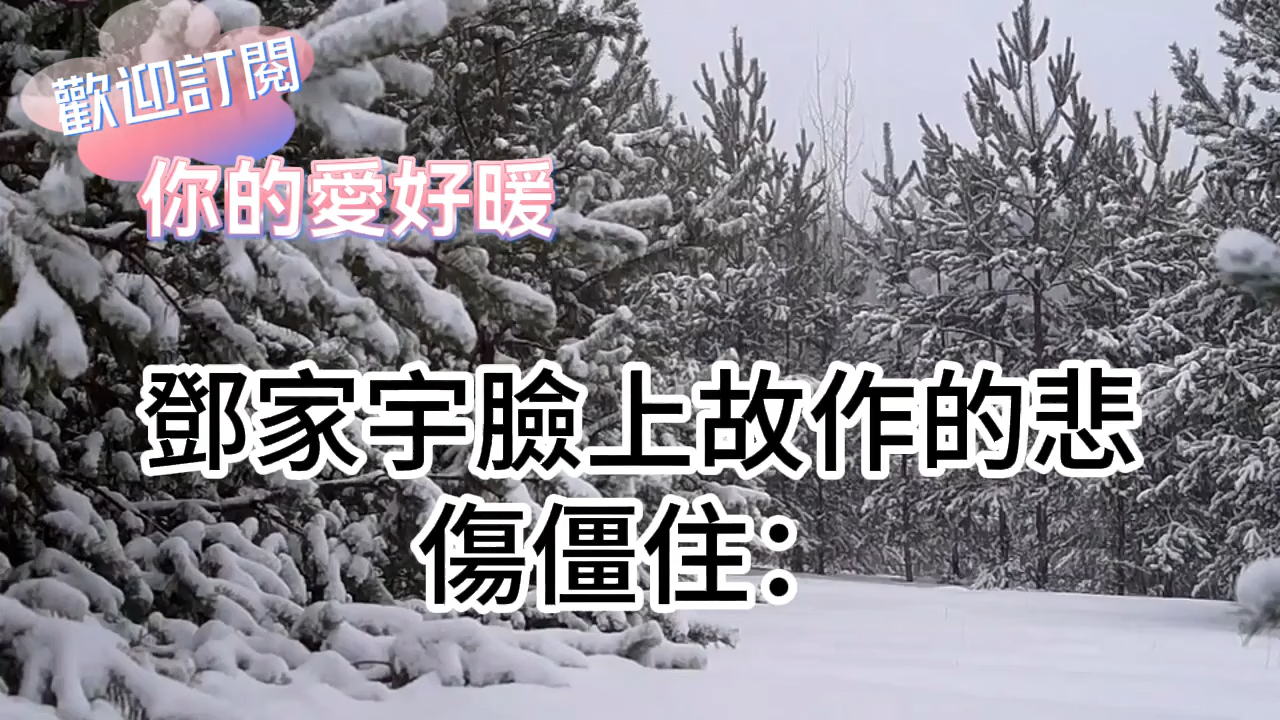 歡迎訂閱
你的愛好暖
鄧家宇臉上故作的悲
傷僵住：